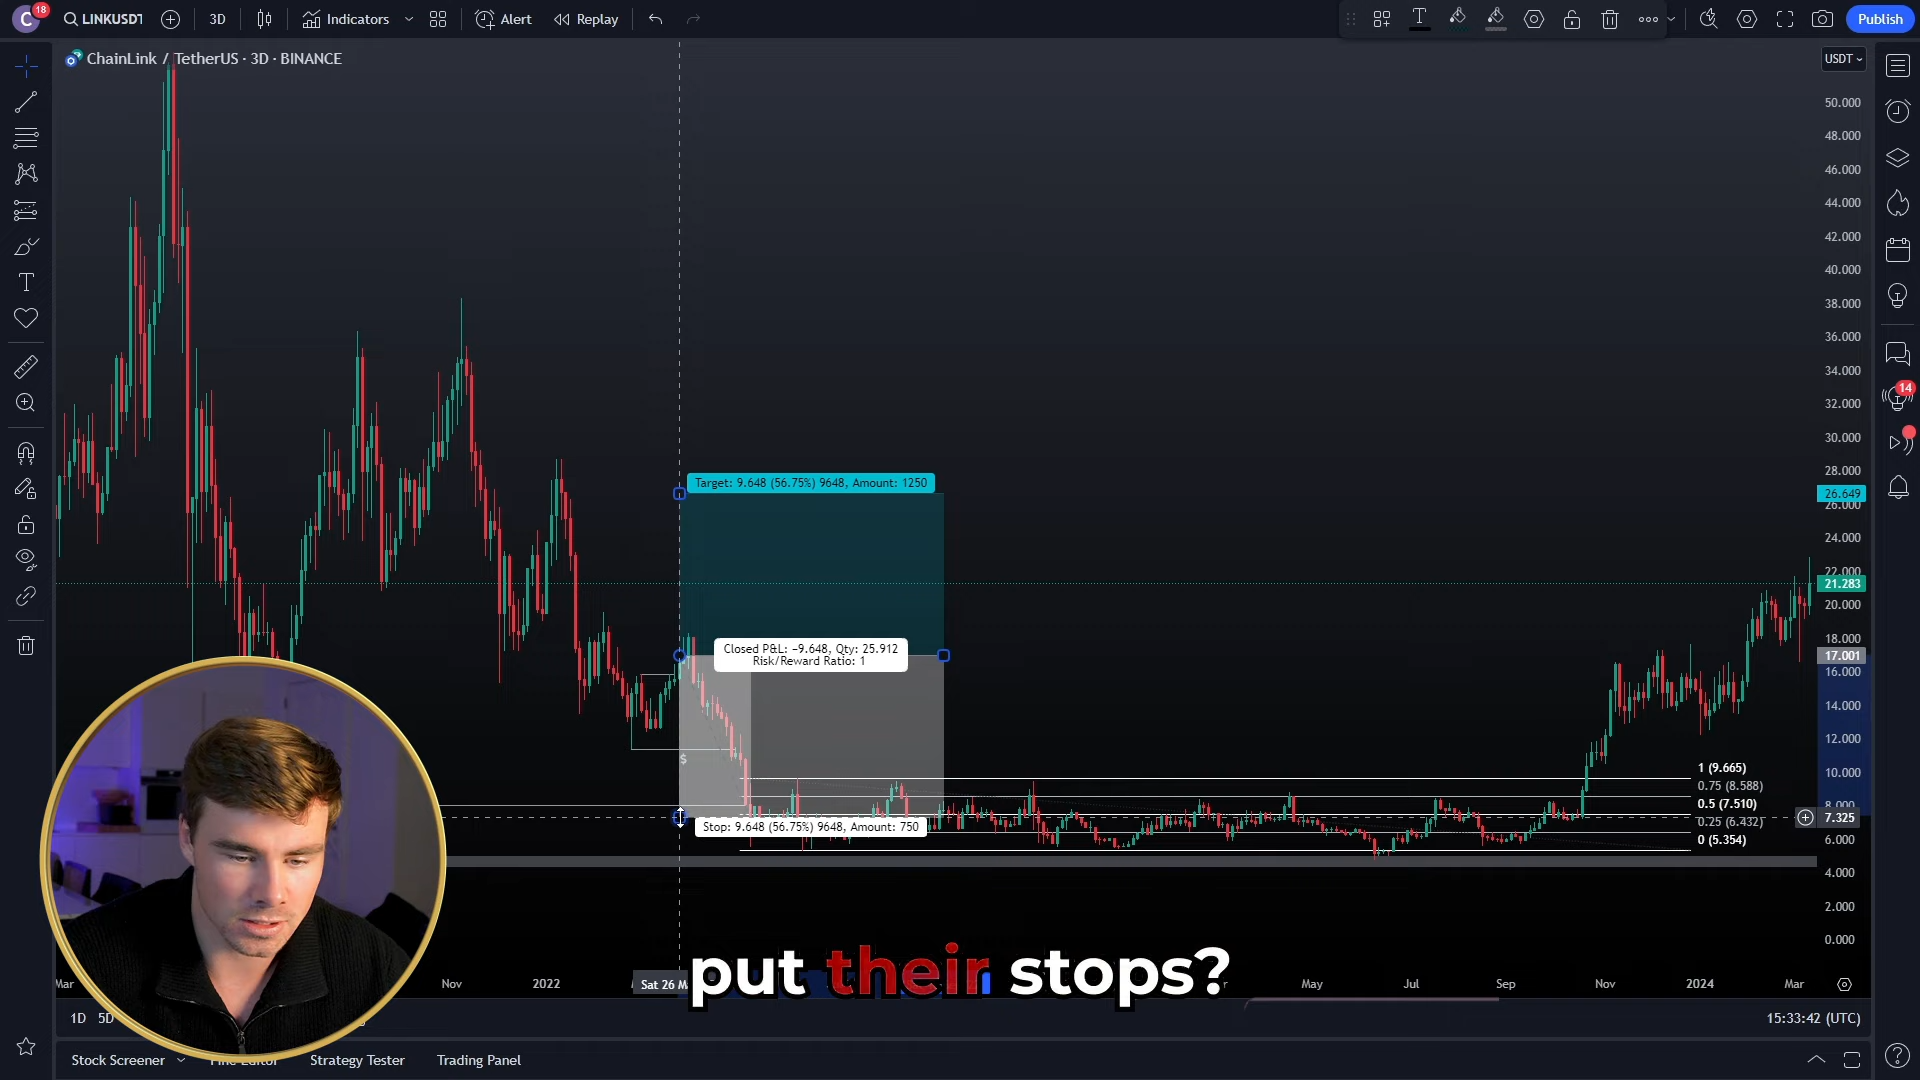 C
18
LINKUSDT
3D
Indicators
Alert
Replay
T
Publish
ChainLink / TetherUS · 3D · BINANCE
USDT
50.000
48.000
46.000
44.000
42.000
40.000
38.000
36.000
34.000
32.000
30.000
28.000
26.649
26.000
24.000
22.000
21.283
20.000
18.000
17.001
16.000
14.000
12.000
10.000
8.000
7.325
6.000
4.000
2.000
0.000
14
Target: 9.648 (56.75%) 9648, Amount: 1250
Closed P&L: −9.648, Qty: 25.912
Risk/Reward Ratio: 1
$
Stop: 9.648 (56.75%) 9648, Amount: 750
1 (9.665)
0.75 (8.588)
0.5 (7.510)
0.25 (6.432)
0 (5.354)
put their stops?
Mar
Nov
2022
Sat 26 M
May
Jul
Sep
Nov
2024
Mar
1D
5D
15:33:42 (UTC)
Stock Screener
Strategy Tester
Trading Panel